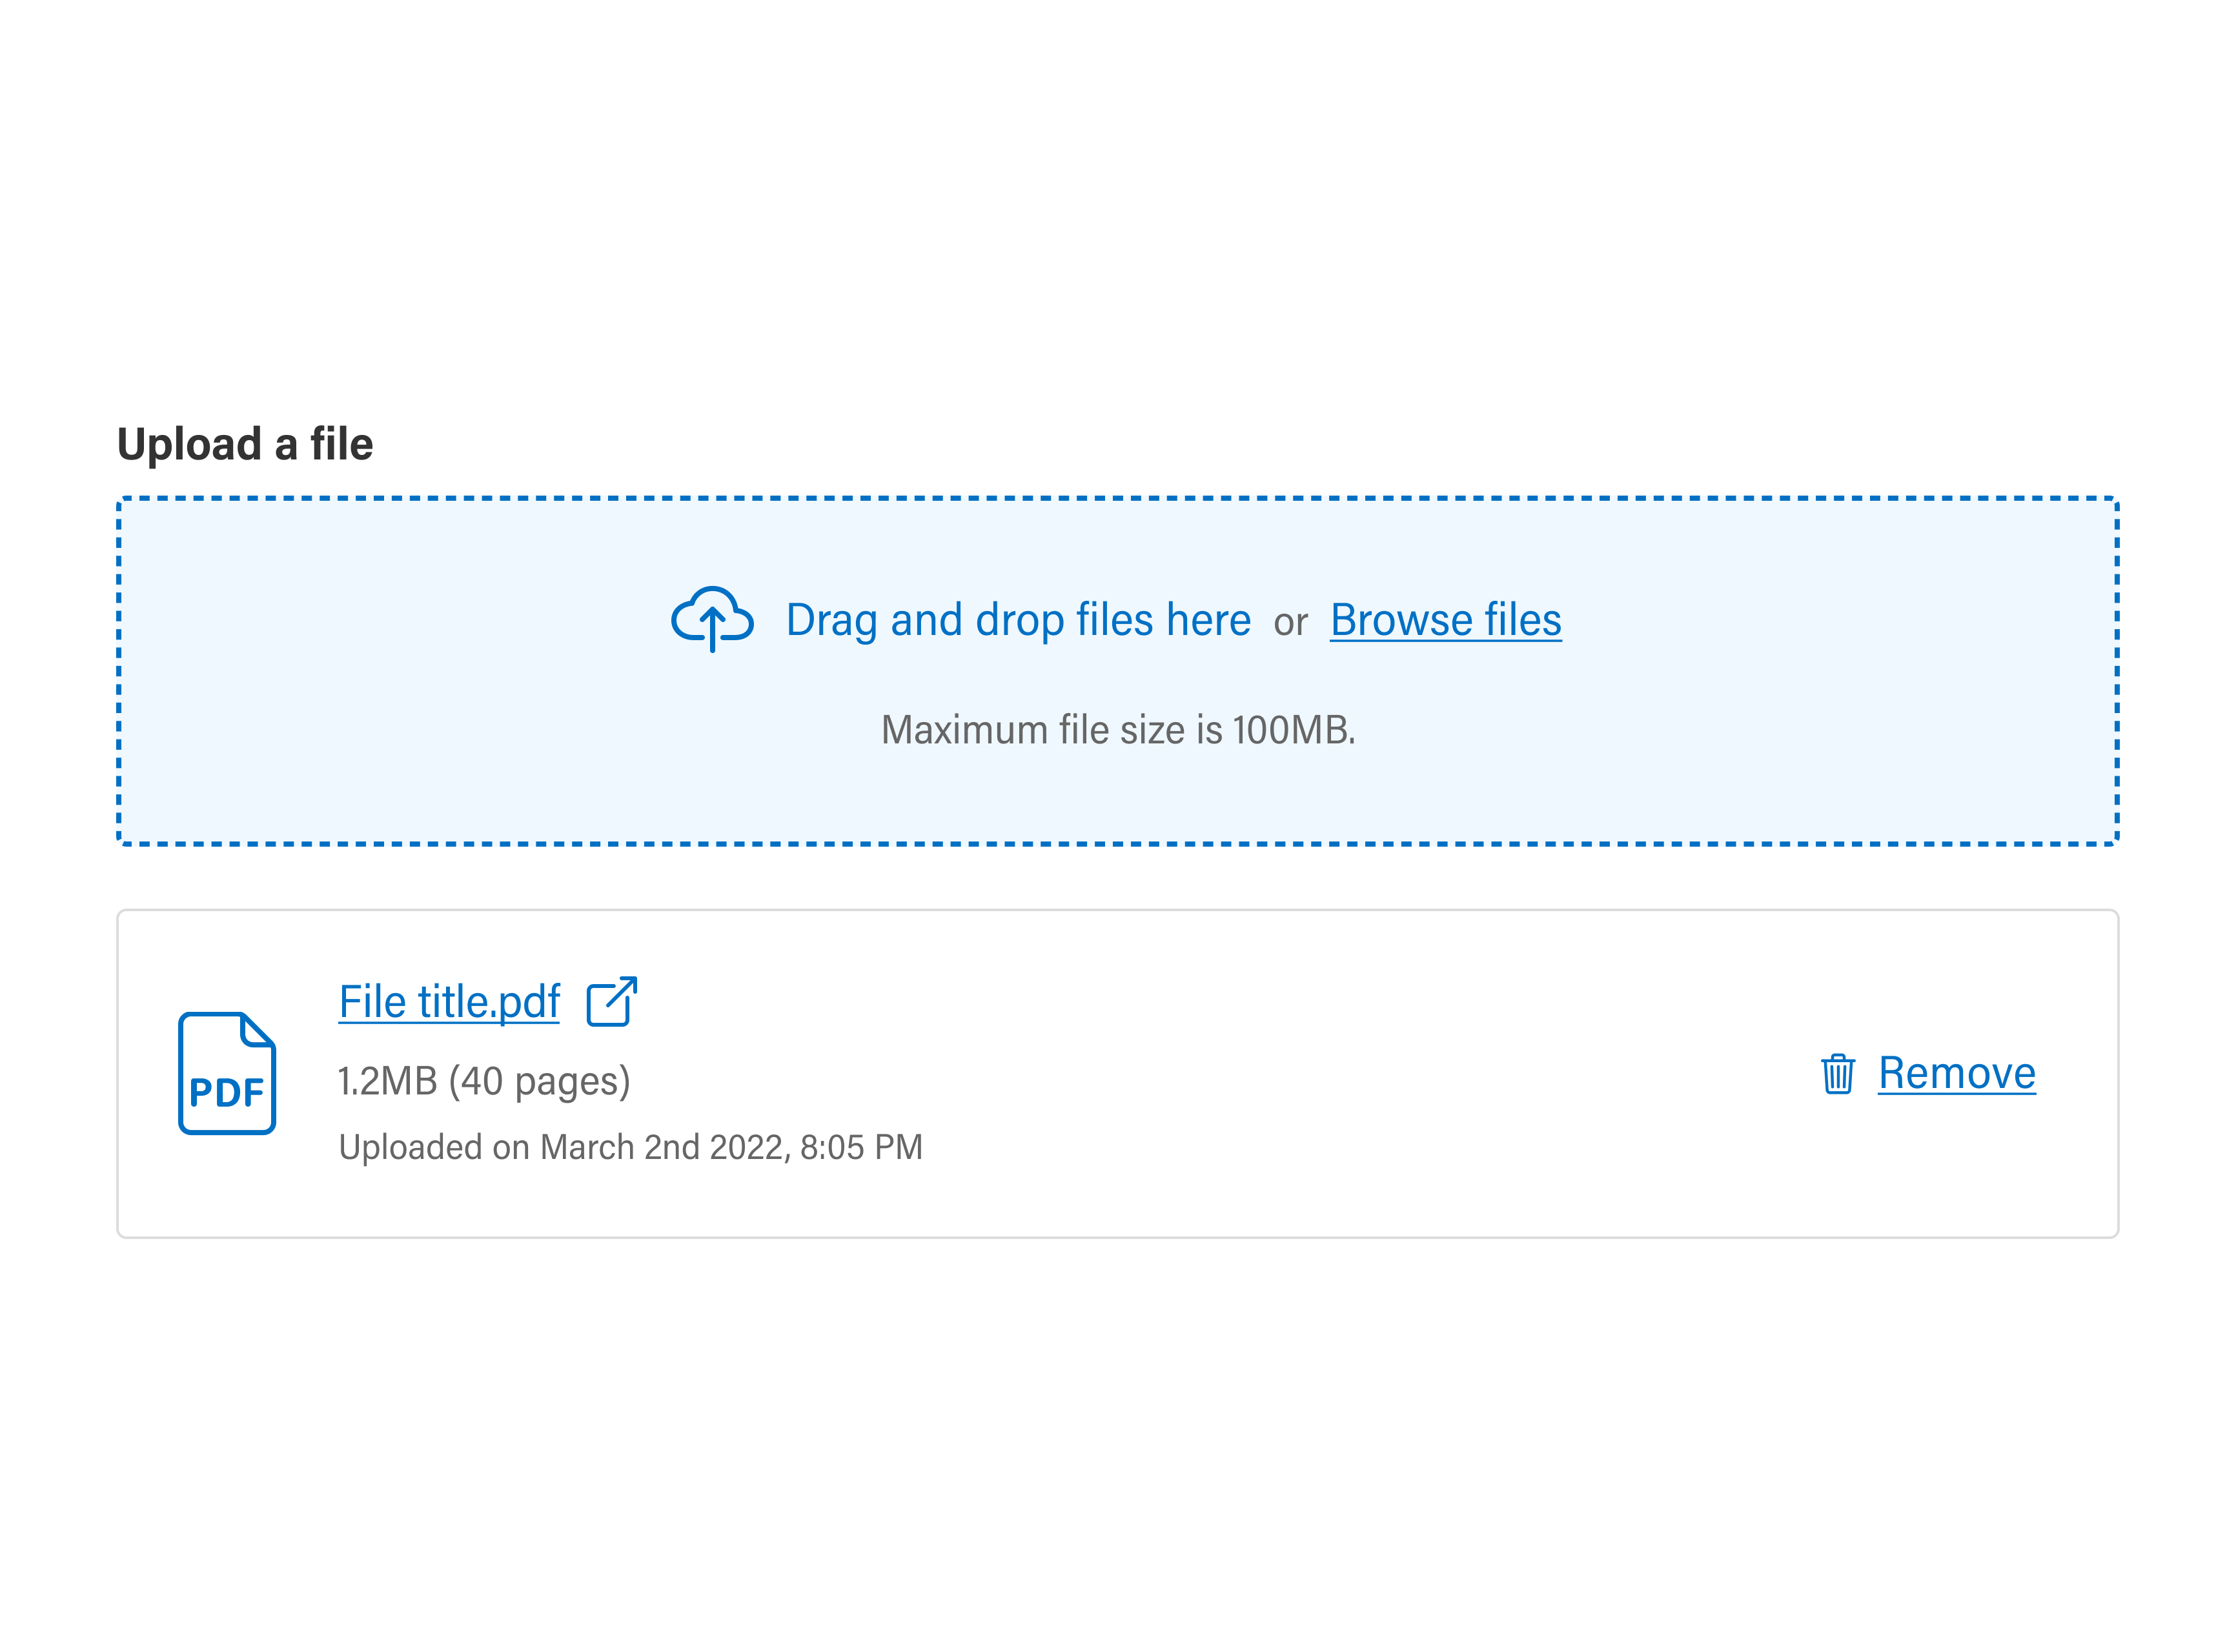 Upload a file
Drag and drop files here or Browse files
Maximum file size is 100MB.
File title.pdf
PDF
1.2MB (40 pages)
Remove
Uploaded on March 2nd 2022, 8:05 PM